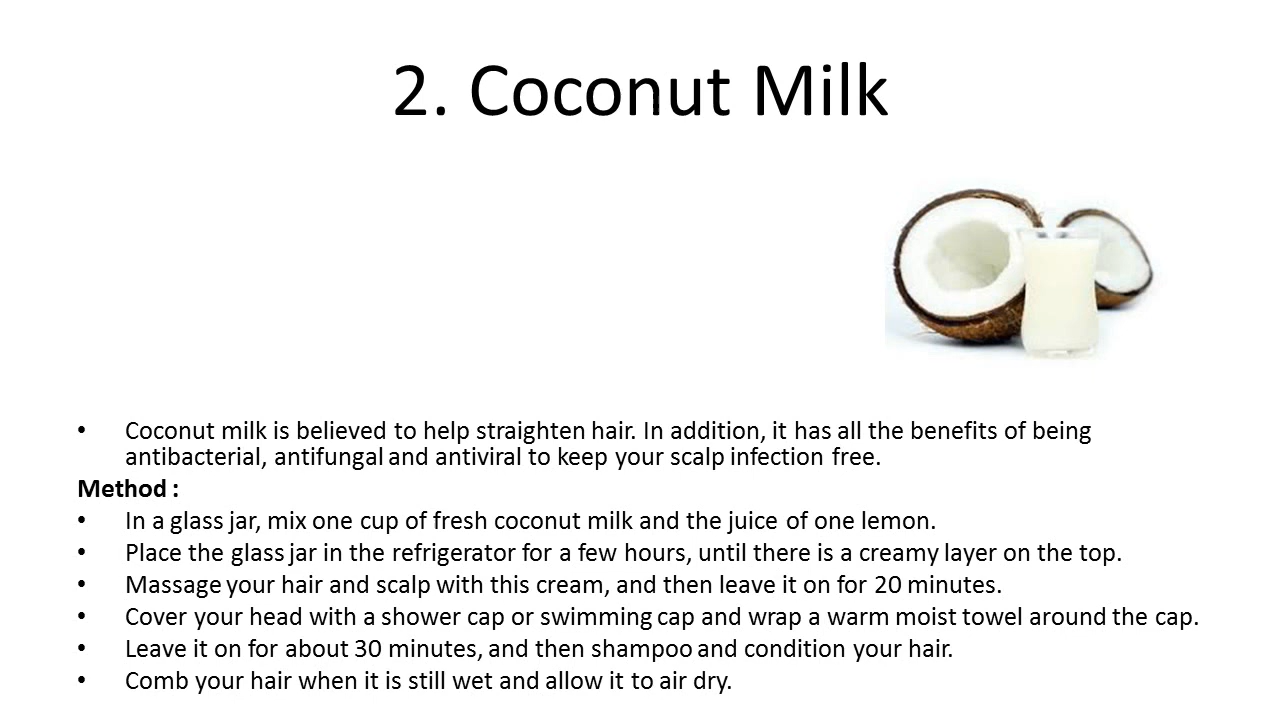 2. Coconut Milk
• Coconut milk is believed to help straighten hair. In addition, it has all the benefits of being
antibacterial, antifungal and antiviral to keep your scalp infection free.
Method :
• In a glass jar, mix one cup of fresh coconut milk and the juice of one lemon.
• Place the glass jar in the refrigerator for a few hours, until there is a creamy layer on the top.
• Massage your hair and scalp with this cream, and then leave it on for 20 minutes.
• Cover your head with a shower cap or swimming cap and wrap a warm moist towel around the cap.
• Leave it on for about 30 minutes, and then shampoo and condition your hair.
• Comb your hair when it is still wet and allow it to air dry.